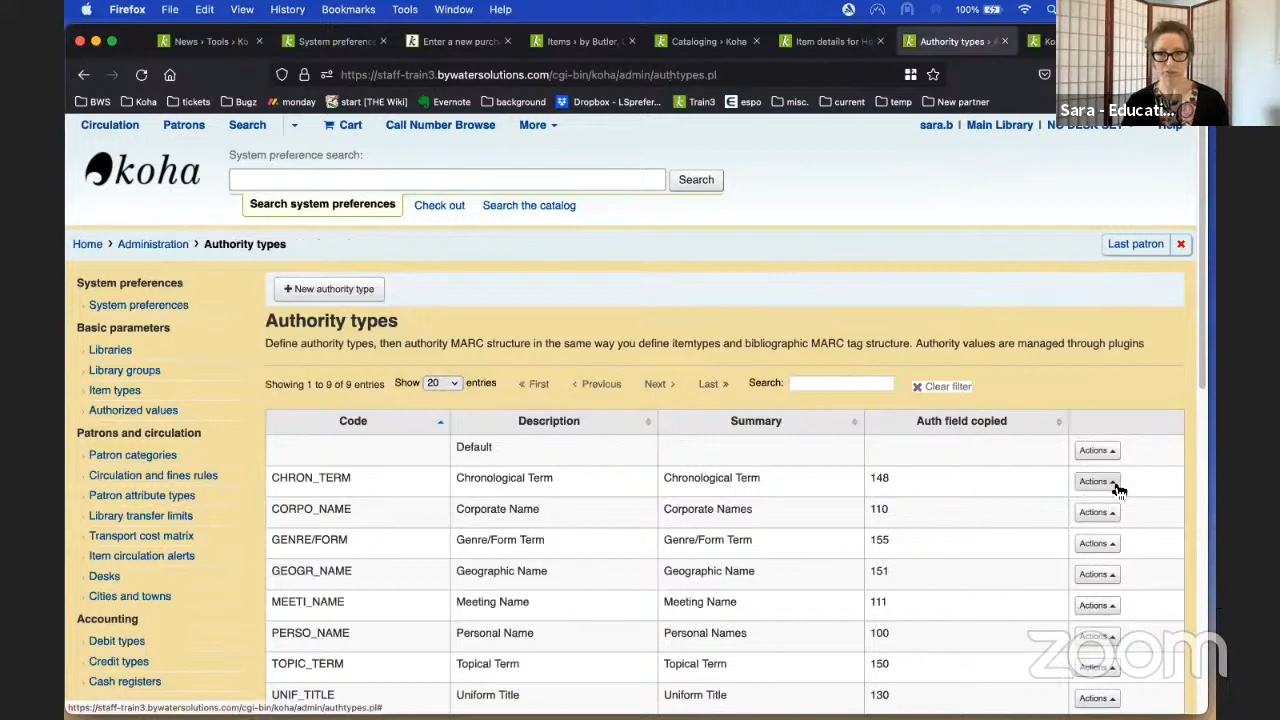 Firefox File Edit View History Bookmarks Tools Window Help 100%
News › Tools › Ko × System preference × Enter a new purch × Items › by Butler, L × Cataloging › Koha × Item details for Ho × Authority types › A × Ko
https://staff-train3.bywatersolutions.com/cgi-bin/koha/admin/authtypes.pl
BWS Koha tickets Bugz monday start [THE Wiki] Evernote background Dropbox - LSprefer... Train3 espo misc. current temp New partner
Sara - Educati...
Circulation Patrons Search Cart Call Number Browse More sara.b | Main Library | NO DESK SET Help
koha
System preference search:
Search
Search system preferences Check out Search the catalog
Home › Administration › Authority types
Last patron
System preferences
System preferences
Basic parameters
Libraries
Library groups
Item types
Authorized values
Patrons and circulation
Patron categories
Circulation and fines rules
Patron attribute types
Library transfer limits
Transport cost matrix
Item circulation alerts
Desks
Cities and towns
Accounting
Debit types
Credit types
Cash registers
+ New authority type
Authority types
Define authority types, then authority MARC structure in the same way you define itemtypes and bibliographic MARC tag structure. Authority values are managed through plugins
Showing 1 to 9 of 9 entries Show 20 entries « First ‹ Previous Next › Last » Search: Clear filter
Code Description Summary Auth field copied
Default Actions
CHRON_TERM Chronological Term Chronological Term 148 Actions
CORPO_NAME Corporate Name Corporate Names 110 Actions
GENRE/FORM Genre/Form Term Genre/Form Term 155 Actions
GEOGR_NAME Geographic Name Geographic Name 151 Actions
MEETI_NAME Meeting Name Meeting Name 111 Actions
PERSO_NAME Personal Name Personal Names 100 Actions
TOPIC_TERM Topical Term Topical Term 150 Actions
UNIF_TITLE Uniform Title Uniform Title 130 Actions
zoom
https://staff-train3.bywatersolutions.com/cgi-bin/koha/admin/authtypes.pl#